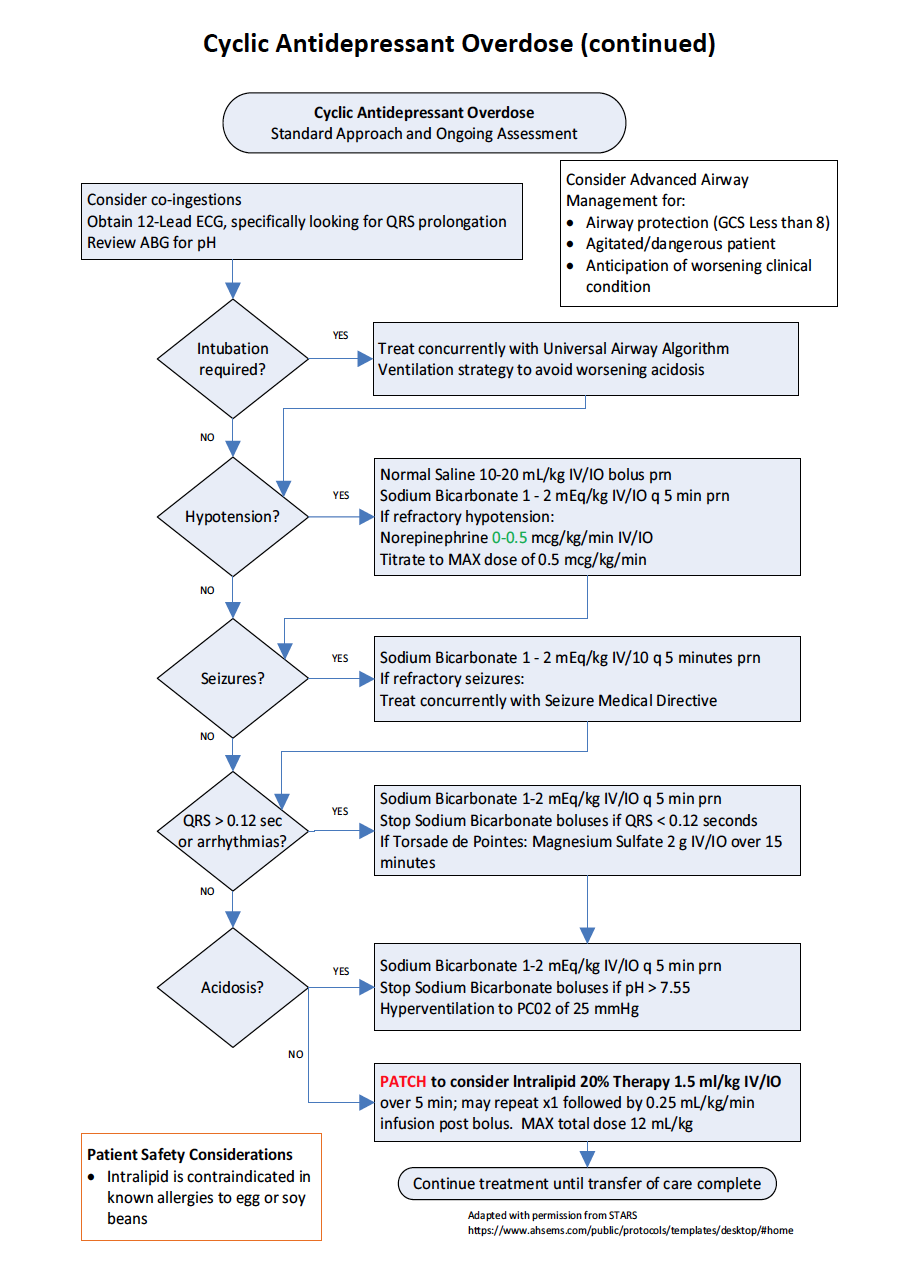 Cyclic Antidepressant Overdose (continued)
Cyclic Antidepressant Overdose
Standard Approach and Ongoing Assessment
Consider co-ingestions
Obtain 12-Lead ECG, specifically looking for QRS prolongation
Review ABG for pH
Consider Advanced Airway
Management for:
• Airway protection (GCS Less than 8)
• Agitated/dangerous patient
• Anticipation of worsening clinical
condition
Intubation
required?
YES
Treat concurrently with Universal Airway Algorithm
Ventilation strategy to avoid worsening acidosis
NO
Hypotension?
YES
Normal Saline 10-20 mL/kg IV/IO bolus prn
Sodium Bicarbonate 1 - 2 mEq/kg IV/IO q 5 min prn
If refractory hypotension:
Norepinephrine 0-0.5 mcg/kg/min IV/IO
Titrate to MAX dose of 0.5 mcg/kg/min
NO
Seizures?
YES
Sodium Bicarbonate 1 - 2 mEq/kg IV/10 q 5 minutes prn
If refractory seizures:
Treat concurrently with Seizure Medical Directive
NO
QRS > 0.12 sec
or arrhythmias?
YES
Sodium Bicarbonate 1-2 mEq/kg IV/IO q 5 min prn
Stop Sodium Bicarbonate boluses if QRS < 0.12 seconds
If Torsade de Pointes: Magnesium Sulfate 2 g IV/IO over 15
minutes
NO
Acidosis?
YES
Sodium Bicarbonate 1-2 mEq/kg IV/IO q 5 min prn
Stop Sodium Bicarbonate boluses if pH > 7.55
Hyperventilation to PC02 of 25 mmHg
NO
PATCH to consider lntralipid 20% Therapy 1.5 ml/kg IV/IO
over 5 min; may repeat x1 followed by 0.25 mL/kg/min
infusion post bolus. MAX total dose 12 mL/kg
Patient Safety Considerations
• Intralipid is contraindicated in
known allergies to egg or soy
beans
Continue treatment until transfer of care complete
Adapted with permission from STARS
https://www.ahsems.com/public/protocols/templates/desktop/#home